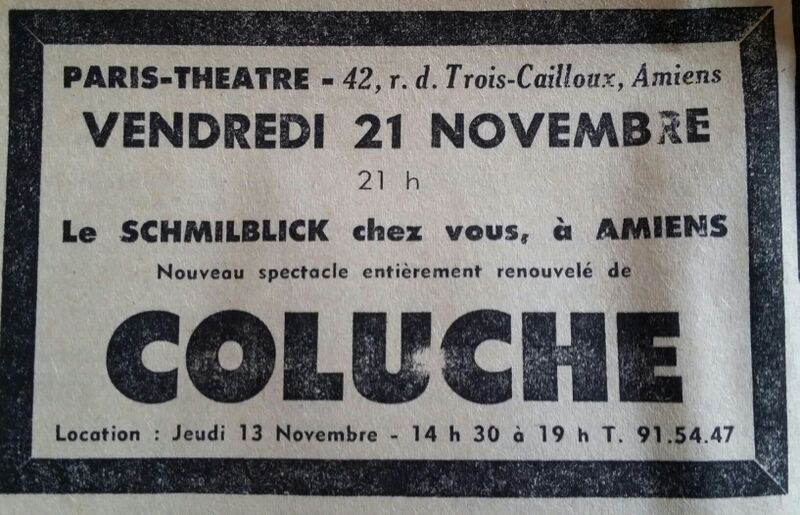 PARIS-THEATRE - 42, r. d. Trois-Cailloux, Amiens
VENDREDI 21 NOVEMBRE
21 h
Le SCHMILBLICK chez vous, à AMIENS
Nouveau spectacle entièrement renouvelé de
COLUCHE
Location : Jeudi 13 Novembre - 14 h 30 à 19 h T. 91.54.47